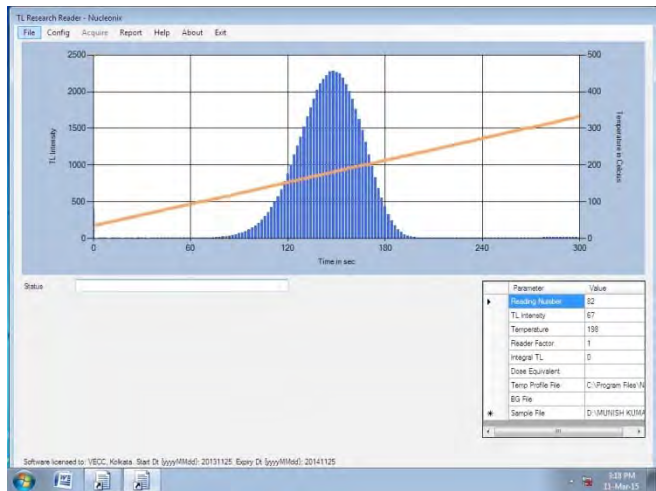 TL Research Reader - Nucleonix
File Config Acquire Report Help About Exit
2500
2000
1500
1000
500
0
TL Intensity
500
400
300
200
100
0
Temperature in Celcius
0 60 120 180 240 300
Time in sec
Status
Parameter Value
Reading Number 82
TL Intensity 67
Temperature 198
Reader Factor 1
Integral TL 0
Dose Equivalent
Temp Profile File C:\Program Files\N
BG File
Sample File D:\MUNISH KUMA
Software licensed to: VECC, Kolkata. Start Dt [yyyyMMdd]: 20131125, Expiry Dt [yyyyMMdd]: 20141125
3:13 PM
11-Mar-15